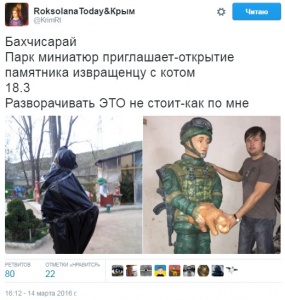 RoksolanaToday&Крым
@KrimRt
Читаю
Бахчисарай
Парк миниатюр приглашает-открытие
памятника извращенцу с котом
18.3
Разворачивать ЭТО не стоит-как по мне
РЕТВИТОВ ОТМЕТКИ «НРАВИТСЯ»
80 22
16:12 - 14 марта 2016 г.